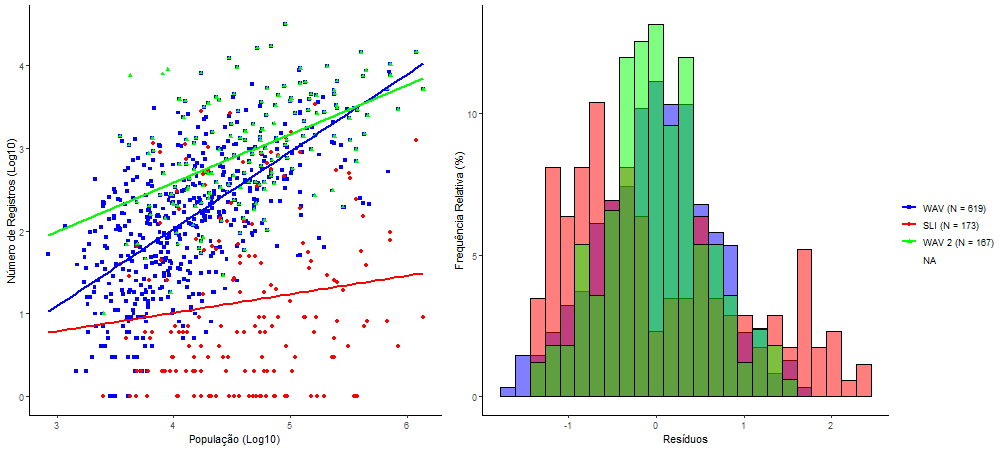 Número de Registros (Log10)
4
3
2
1
0
3
4
5
6
População (Log10)
Frequência Relativa (%)
10
5
0
-1
0
1
2
Resíduos
WAV (N = 619)
SLI (N = 173)
WAV 2 (N = 167)
NA